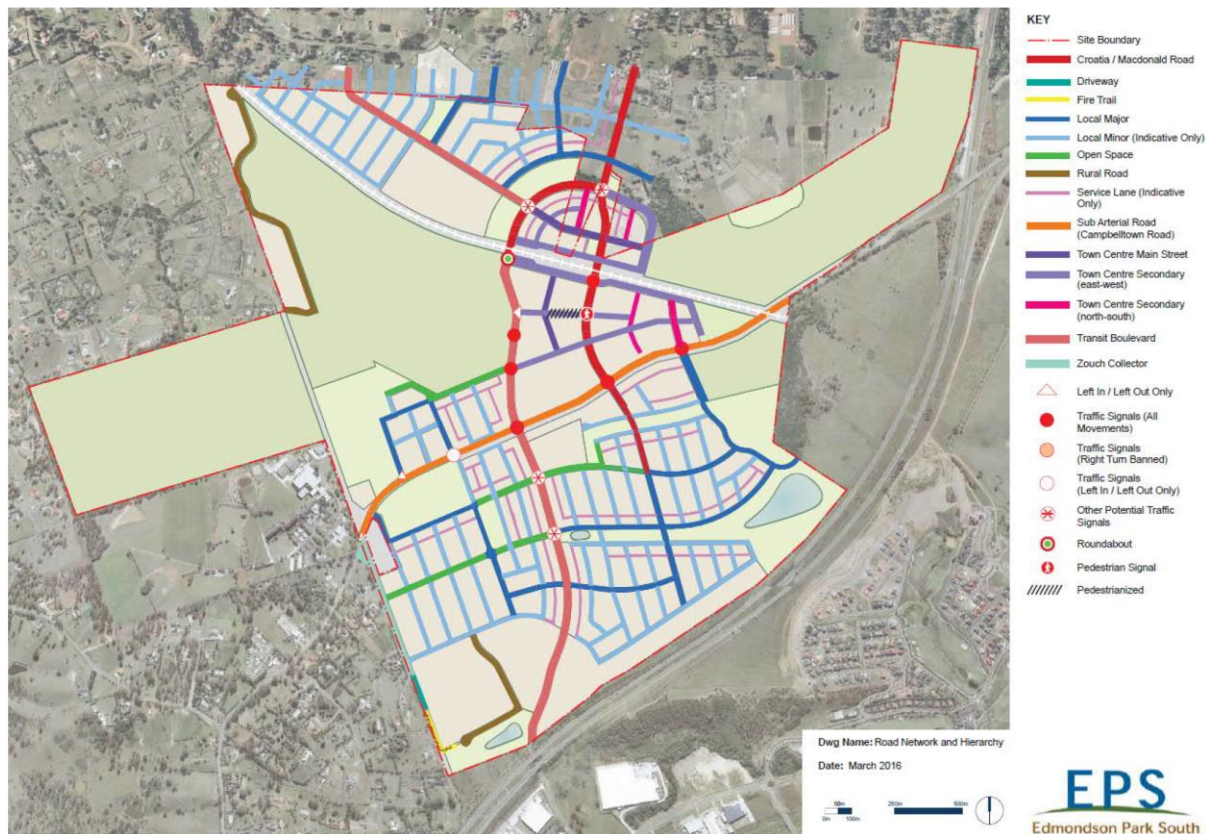 KEY
Site Boundary
Croatia / Macdonald Road
Driveway
Fire Trail
Local Major
Local Minor (Indicative Only)
Open Space
Rural Road
Service Lane (Indicative
Only)
Sub Arterial Road
(Campbelltown Road)
Town Centre Main Street
Town Centre Secondary
(east-west)
Town Centre Secondary
(north-south)
Transit Boulevard
Zouch Collector
Left In / Left Out Only
Traffic Signals (All
Movements)
Traffic Signals
(Right Turn Banned)
Traffic Signals
(Left In / Left Out Only)
Other Potential Traffic
Signals
Roundabout
Pedestrian Signal
Pedestrianized
Dwg Name: Road Network and Hierarchy
Date: March 2016
50m
0m 100m
250m 500m
EPS
Edmondson Park South